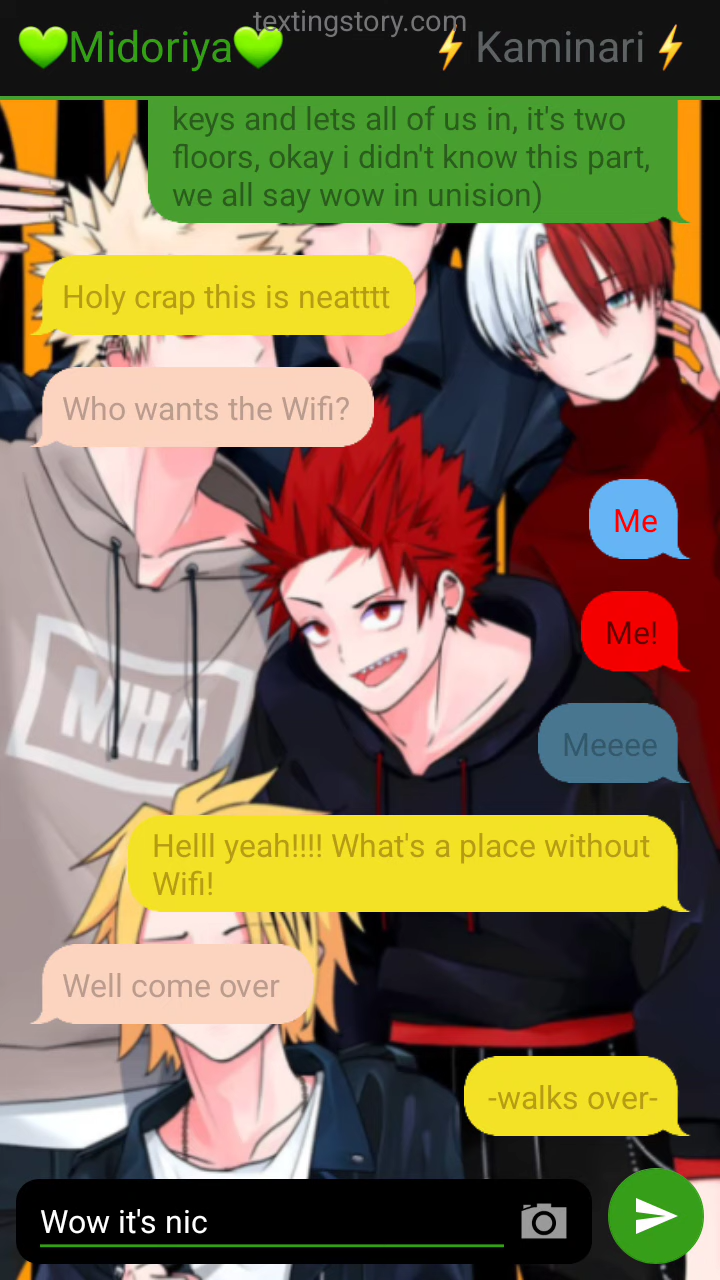 textingstory.com
💚Midoriya💚
⚡Kaminari⚡
keys and lets all of us in, it's two
floors, okay i didn't know this part,
we all say wow in unision)
Holy crap this is neatttt
Who wants the Wifi?
Me
Me!
Meeee
MHA
Helll yeah!!!! What's a place without
Wifi!
Well come over
-walks over-
Wow it's nic